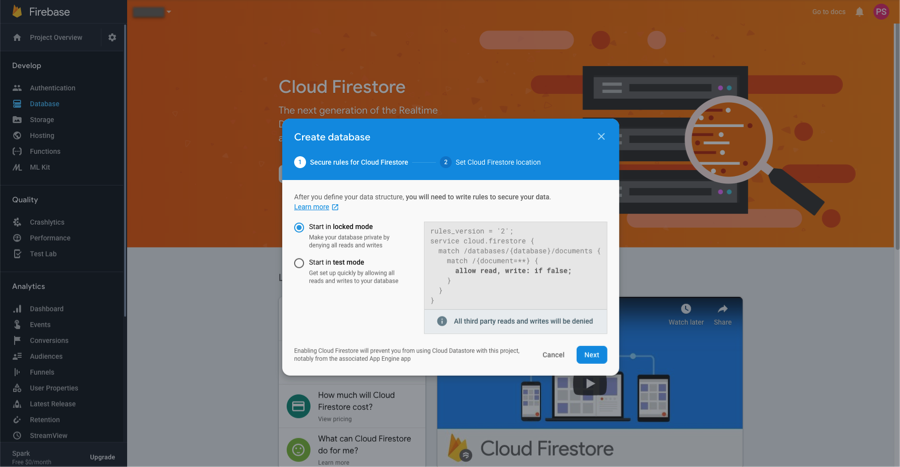 Firebase
Go to docs
PS
Project Overview
Develop
Authentication
Database
Storage
Hosting
Functions
ML Kit
Quality
Crashlytics
Performance
Test Lab
Analytics
Dashboard
Events
Conversions
Audiences
Funnels
User Properties
Latest Release
Retention
StreamView
Spark
Free $0/month
Upgrade
Cloud Firestore
The next generation of the Realtime
Create database
1 Secure rules for Cloud Firestore
2 Set Cloud Firestore location
After you define your data structure, you will need to write rules to secure your data.
Learn more
Start in locked mode
Make your database private by
denying all reads and writes
Start in test mode
Get set up quickly by allowing all
reads and writes to your database
rules_version = '2';
service cloud.firestore {
match /databases/{database}/documents {
match /{document=**} {
allow read, write: if false;
}
}
}
All third party reads and writes will be denied
Enabling Cloud Firestore will prevent you from using Cloud Datastore with this project,
notably from the associated App Engine app
Cancel
Next
Watch later
Share
How much will Cloud
Firestore cost?
View pricing
What can Cloud Firestore
do for me?
Learn more
Cloud Firestore